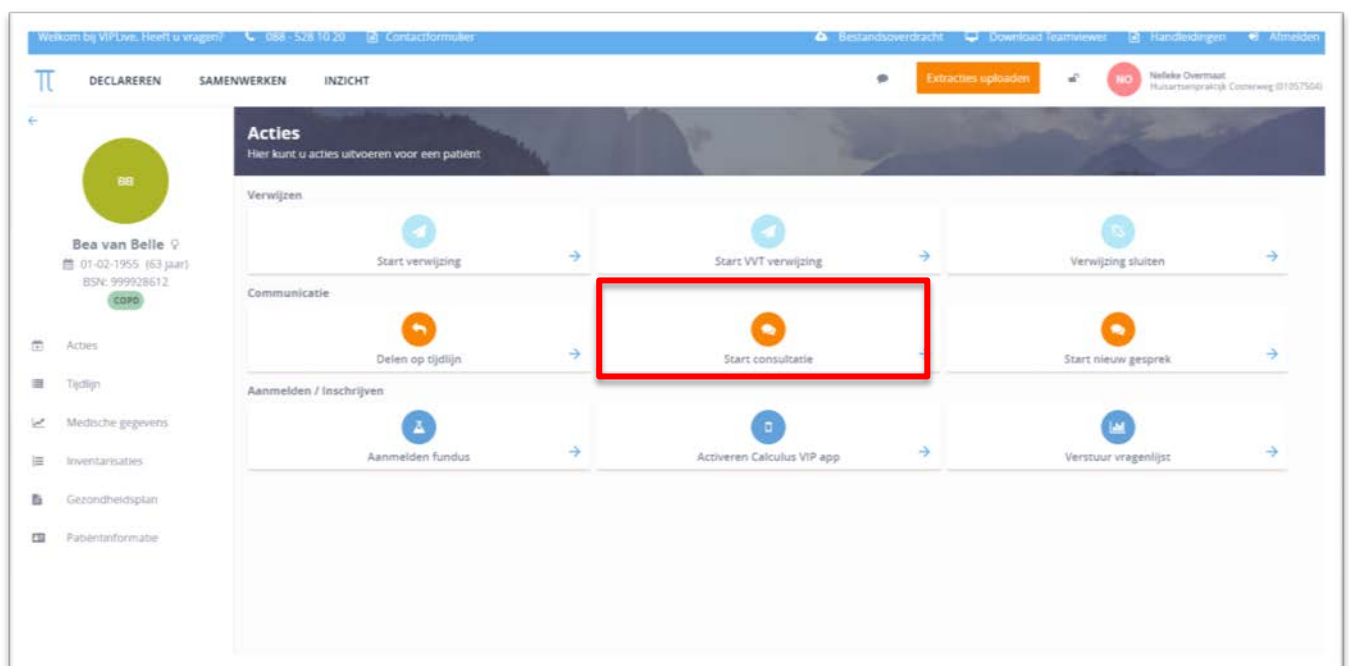 Welkom bij VIPLive. Heeft u vragen? 088 - 528 10 20 Contactformulier Bestandsoverdracht Download Teamviewer Handleidingen Afmelden
DECLAREREN SAMENWERKEN INZICHT Extracties uploaden NO Nelleke Overmaat
Huisartsenpraktijk Costerweg (01057504)
BB
Bea van Belle
01-02-1955 (63 jaar)
BSN: 999928612
COPD
Acties
Tijdlijn
Medische gegevens
Inventarisaties
Gezondheidsplan
Patiëntinformatie
Acties
Hier kunt u acties uitvoeren voor een patiënt
Verwijzen
Start verwijzing Start VVT verwijzing Verwijzing sluiten
Communicatie
Delen op tijdlijn Start consultatie Start nieuw gesprek
Aanmelden / Inschrijven
Aanmelden fundus Activeren Calculus VIP app Verstuur vragenlijst